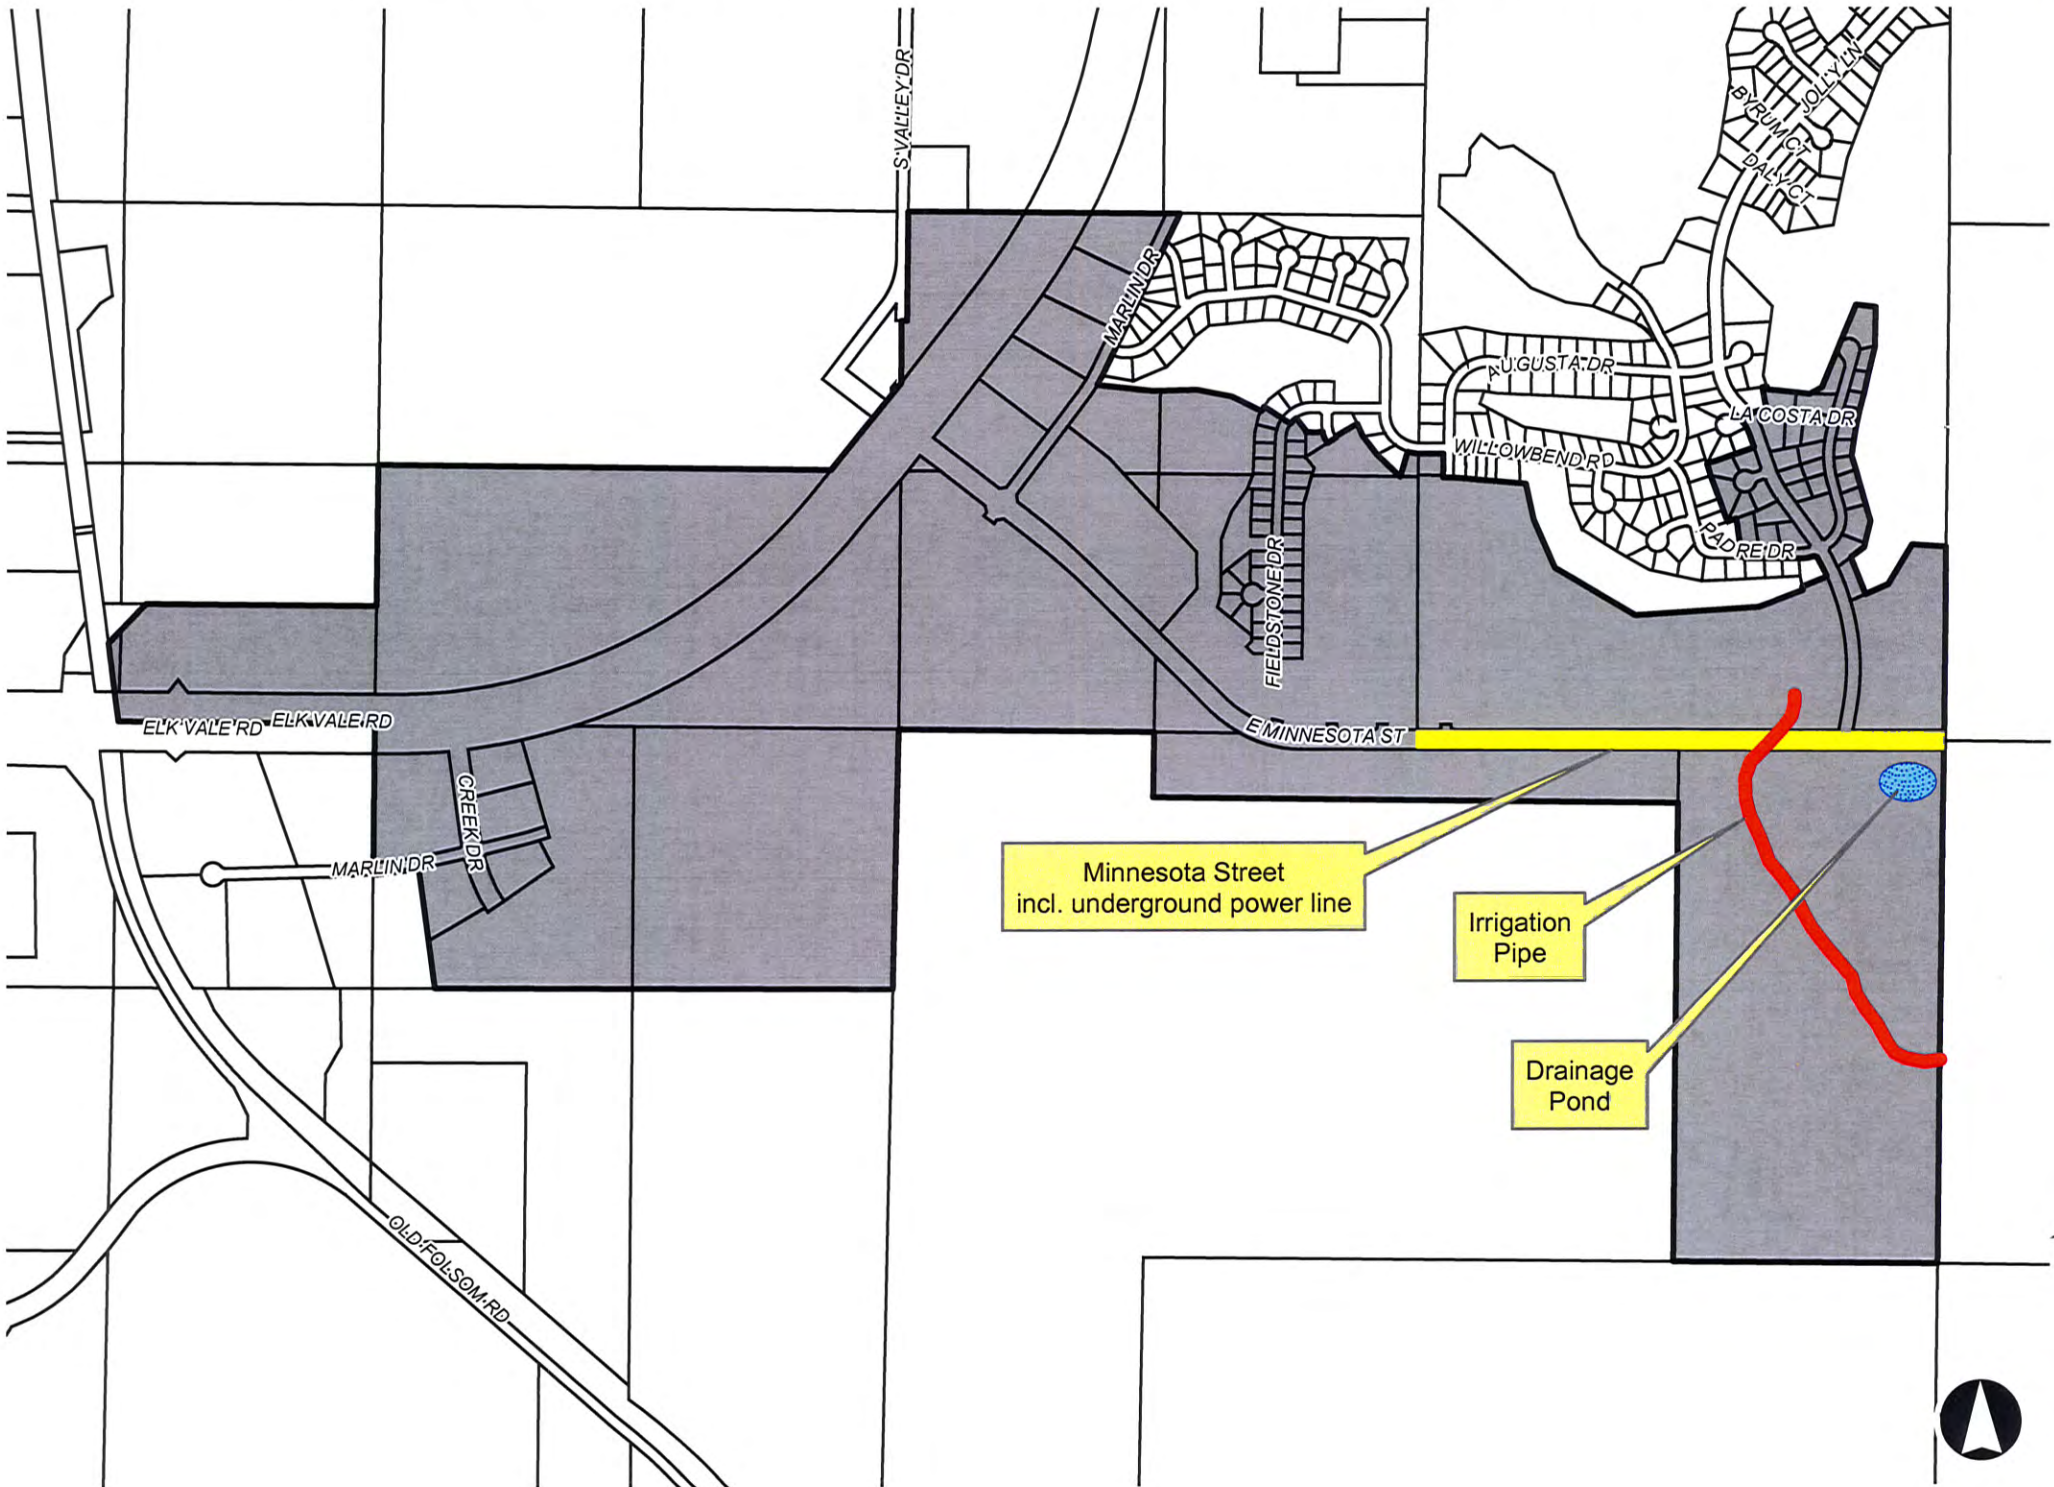 S VALLEY DR
JOLLY LN
BYRUM CT
DALY CT
MARLIN DR
AUGUSTA DR
LA COSTA DR
WILLOWBEND RD
PADRE DR
FIELDSTONE DR
ELK VALE RD
ELK VALE RD
E MINNESOTA ST
CREEK DR
MARLIN DR
Minnesota Street
incl. underground power line
Irrigation
Pipe
Drainage
Pond
OLD FOLSOM RD